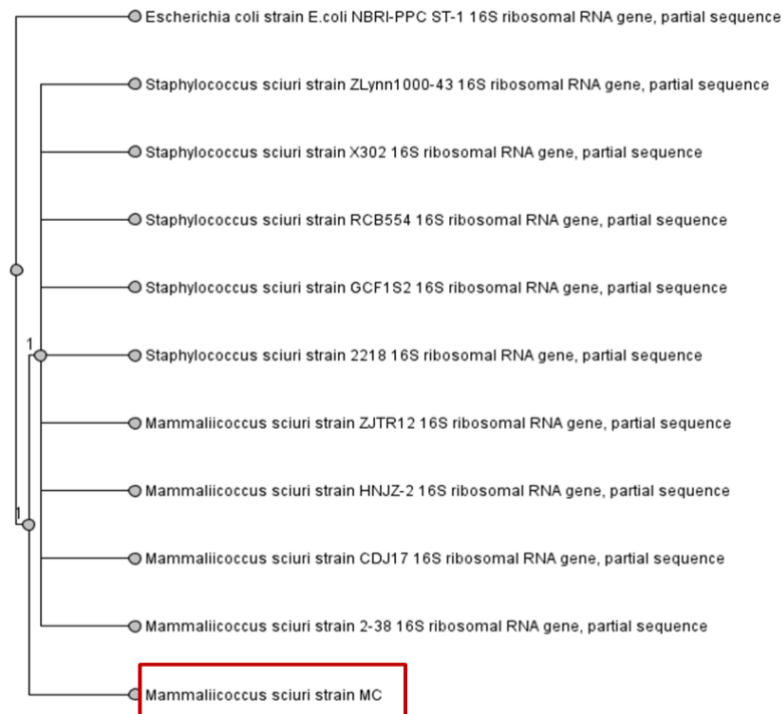 Escherichia coli strain E.coli NBRI-PPC ST-1 16S ribosomal RNA gene, partial sequence
Staphylococcus sciuri strain ZLynn1000-43 16S ribosomal RNA gene, partial sequence
Staphylococcus sciuri strain X302 16S ribosomal RNA gene, partial sequence
Staphylococcus sciuri strain RCB554 16S ribosomal RNA gene, partial sequence
Staphylococcus sciuri strain GCF1S2 16S ribosomal RNA gene, partial sequence
1
Staphylococcus sciuri strain 2218 16S ribosomal RNA gene, partial sequence
Mammaliicoccus sciuri strain ZJTR12 16S ribosomal RNA gene, partial sequence
Mammaliicoccus sciuri strain HNJZ-2 16S ribosomal RNA gene, partial sequence
1
Mammaliicoccus sciuri strain CDJ17 16S ribosomal RNA gene, partial sequence
Mammaliicoccus sciuri strain 2-38 16S ribosomal RNA gene, partial sequence
Mammaliicoccus sciuri strain MC